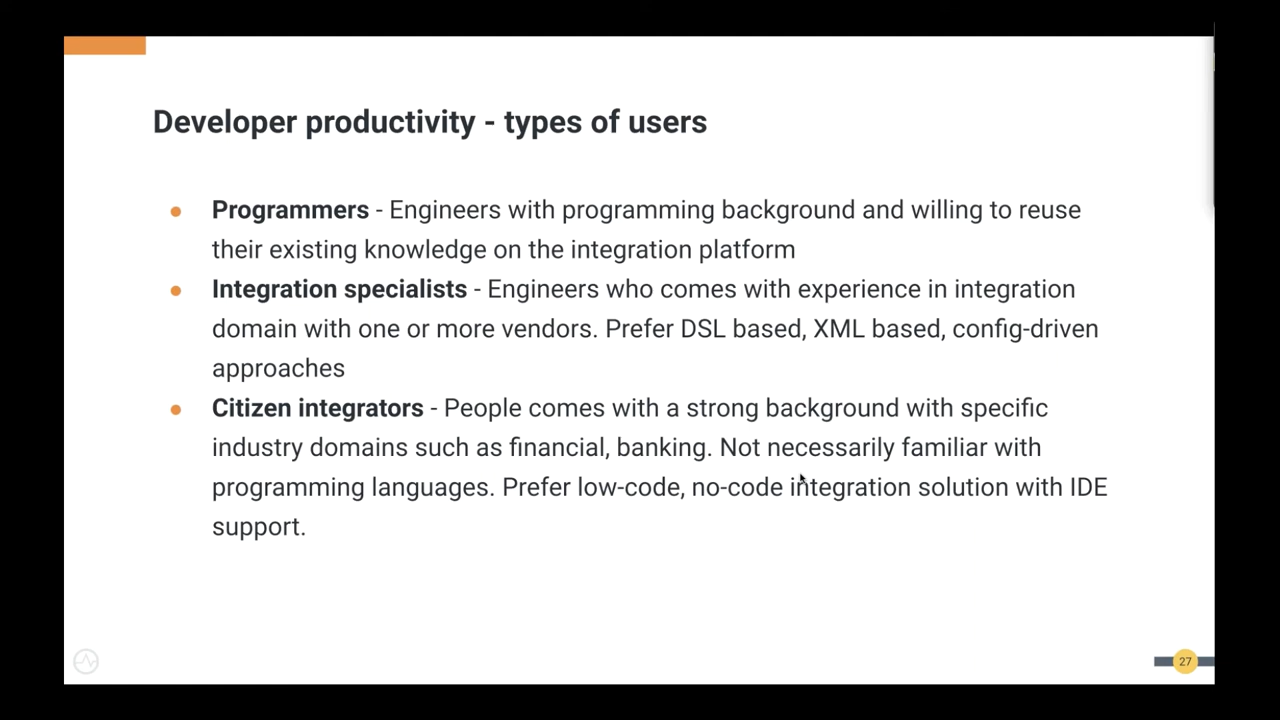 Developer productivity - types of users
● Programmers - Engineers with programming background and willing to reuse
their existing knowledge on the integration platform
● Integration specialists - Engineers who comes with experience in integration
domain with one or more vendors. Prefer DSL based, XML based, config-driven
approaches
● Citizen integrators - People comes with a strong background with specific
industry domains such as financial, banking. Not necessarily familiar with
programming languages. Prefer low-code, no-code integration solution with IDE
support.
27